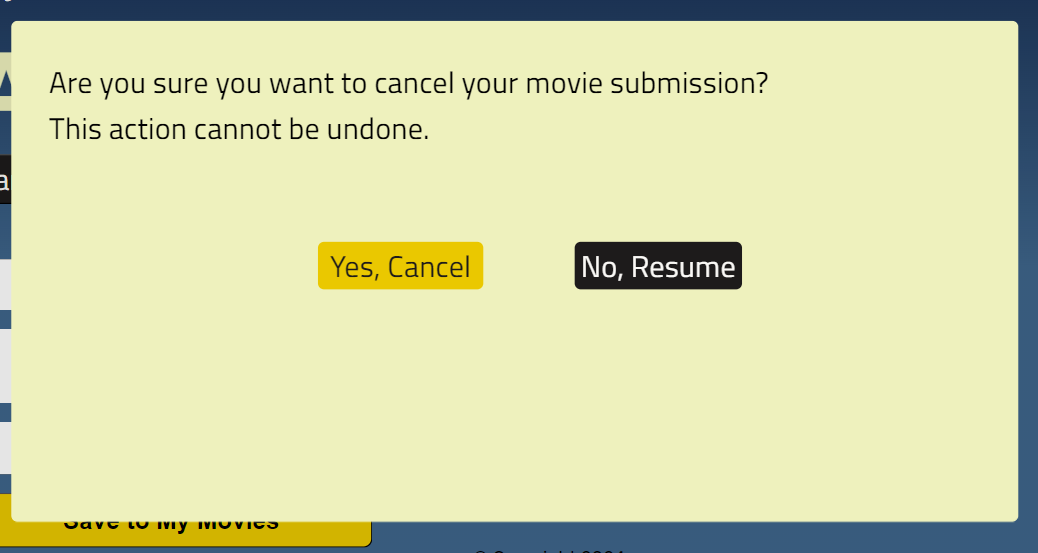 Are you sure you want to cancel your movie submission?
This action cannot be undone.
Yes, Cancel
No, Resume
Save to My Movies